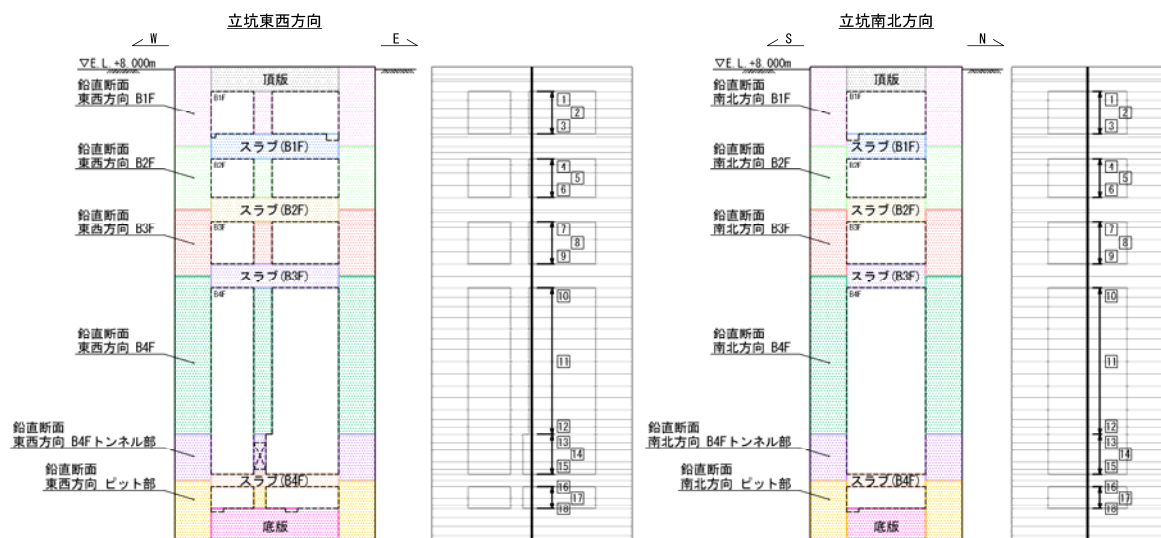 立坑東西方向
W
E
▽E.L.+8.000m
頂版
鉛直断面
東西方向 B1F
B1F
スラブ(B1F)
鉛直断面
東西方向 B2F
B2F
スラブ(B2F)
鉛直断面
東西方向 B3F
B3F
スラブ(B3F)
B4F
鉛直断面
東西方向 B4F
鉛直断面
東西方向 B4Fトンネル部
スラブ(B4F)
鉛直断面
東西方向 ピット部
底版
1
2
3
4
5
6
7
8
9
10
11
12
13
14
15
16
17
18
立坑南北方向
S
N
▽E.L.+8.000m
頂版
鉛直断面
南北方向 B1F
B1F
スラブ(B1F)
鉛直断面
南北方向 B2F
B2F
スラブ(B2F)
鉛直断面
南北方向 B3F
B3F
スラブ(B3F)
B4F
鉛直断面
南北方向 B4F
鉛直断面
南北方向 B4Fトンネル部
スラブ(B4F)
鉛直断面
南北方向 ピット部
底版
1
2
3
4
5
6
7
8
9
10
11
12
13
14
15
16
17
18